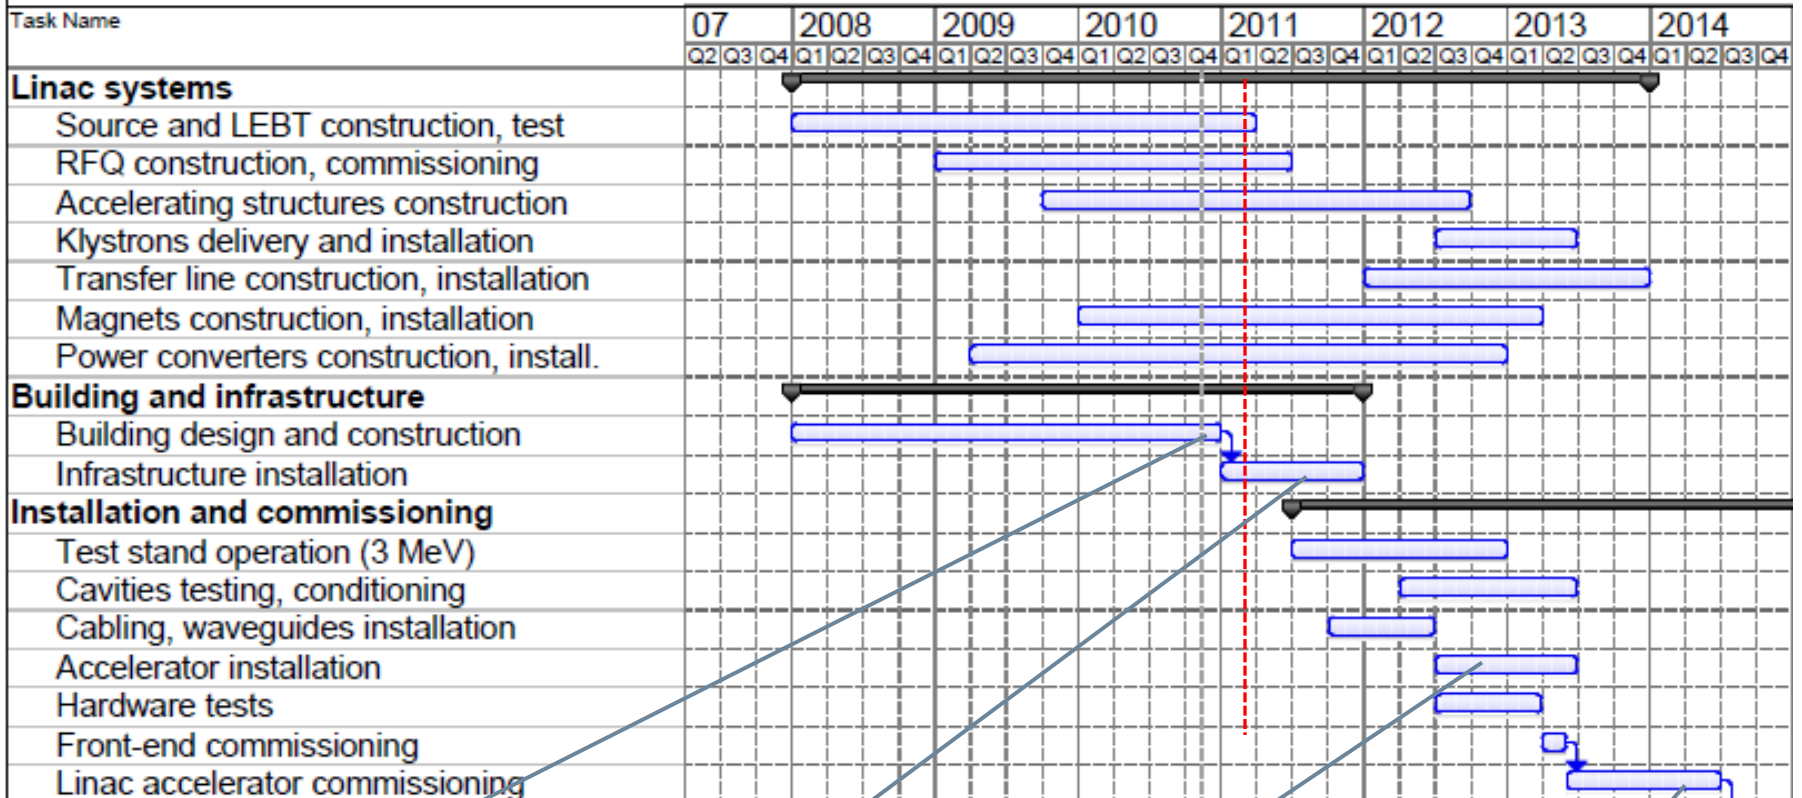 Task Name 07 2008 2009 2010 2011 2012 2013 2014
Q2 Q3 Q4 Q1 Q2 Q3 Q4 Q1 Q2 Q3 Q4 Q1 Q2 Q3 Q4 Q1 Q2 Q3 Q4 Q1 Q2 Q3 Q4 Q1 Q2 Q3 Q4 Q1 Q2 Q3 Q4
Linac systems
Source and LEBT construction, test
RFQ construction, commissioning
Accelerating structures construction
Klystrons delivery and installation
Transfer line construction, installation
Magnets construction, installation
Power converters construction, install.
Building and infrastructure
Building design and construction
Infrastructure installation
Installation and commissioning
Test stand operation (3 MeV)
Cavities testing, conditioning
Cabling, waveguides installation
Accelerator installation
Hardware tests
Front-end commissioning
Linac accelerator commissioning